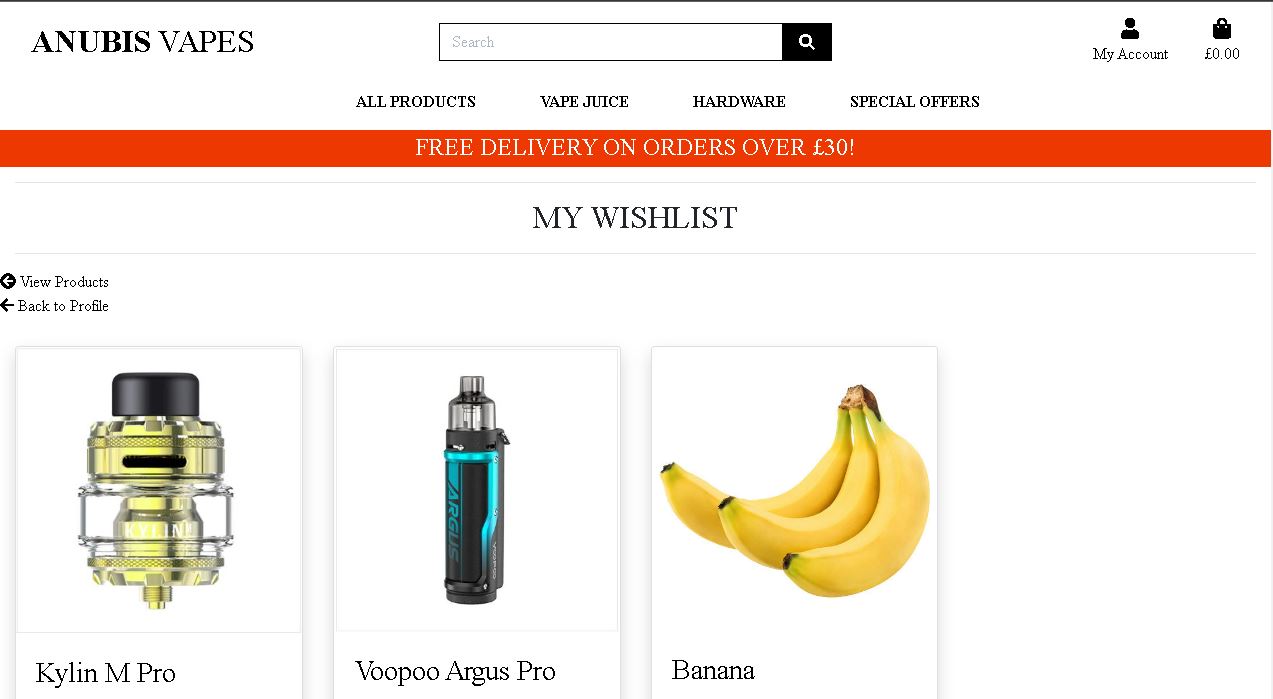 ANUBIS VAPES
Search
My Account
£0.00
ALL PRODUCTS
VAPE JUICE
HARDWARE
SPECIAL OFFERS
FREE DELIVERY ON ORDERS OVER £30!
MY WISHLIST
View Products
Back to Profile
KYLIN M
ARGUS
VOOPOO
Kylin M Pro
Voopoo Argus Pro
Banana